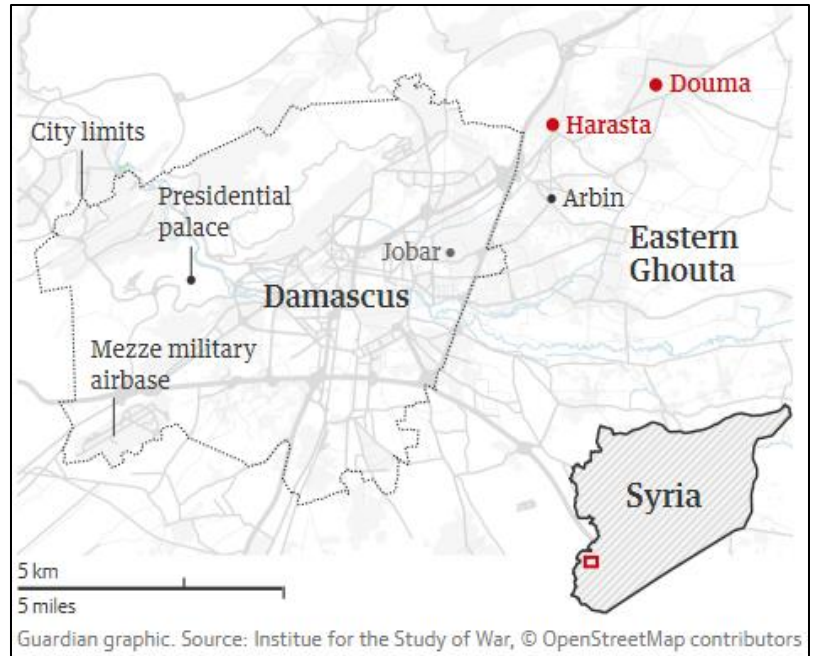 Douma
Harasta
City limits
Presidential
palace
Arbin
Eastern
Ghouta
Jobar
Damascus
Mezze military
airbase
Syria
5 km
5 miles
Guardian graphic. Source: Institue for the Study of War, © OpenStreetMap contributors